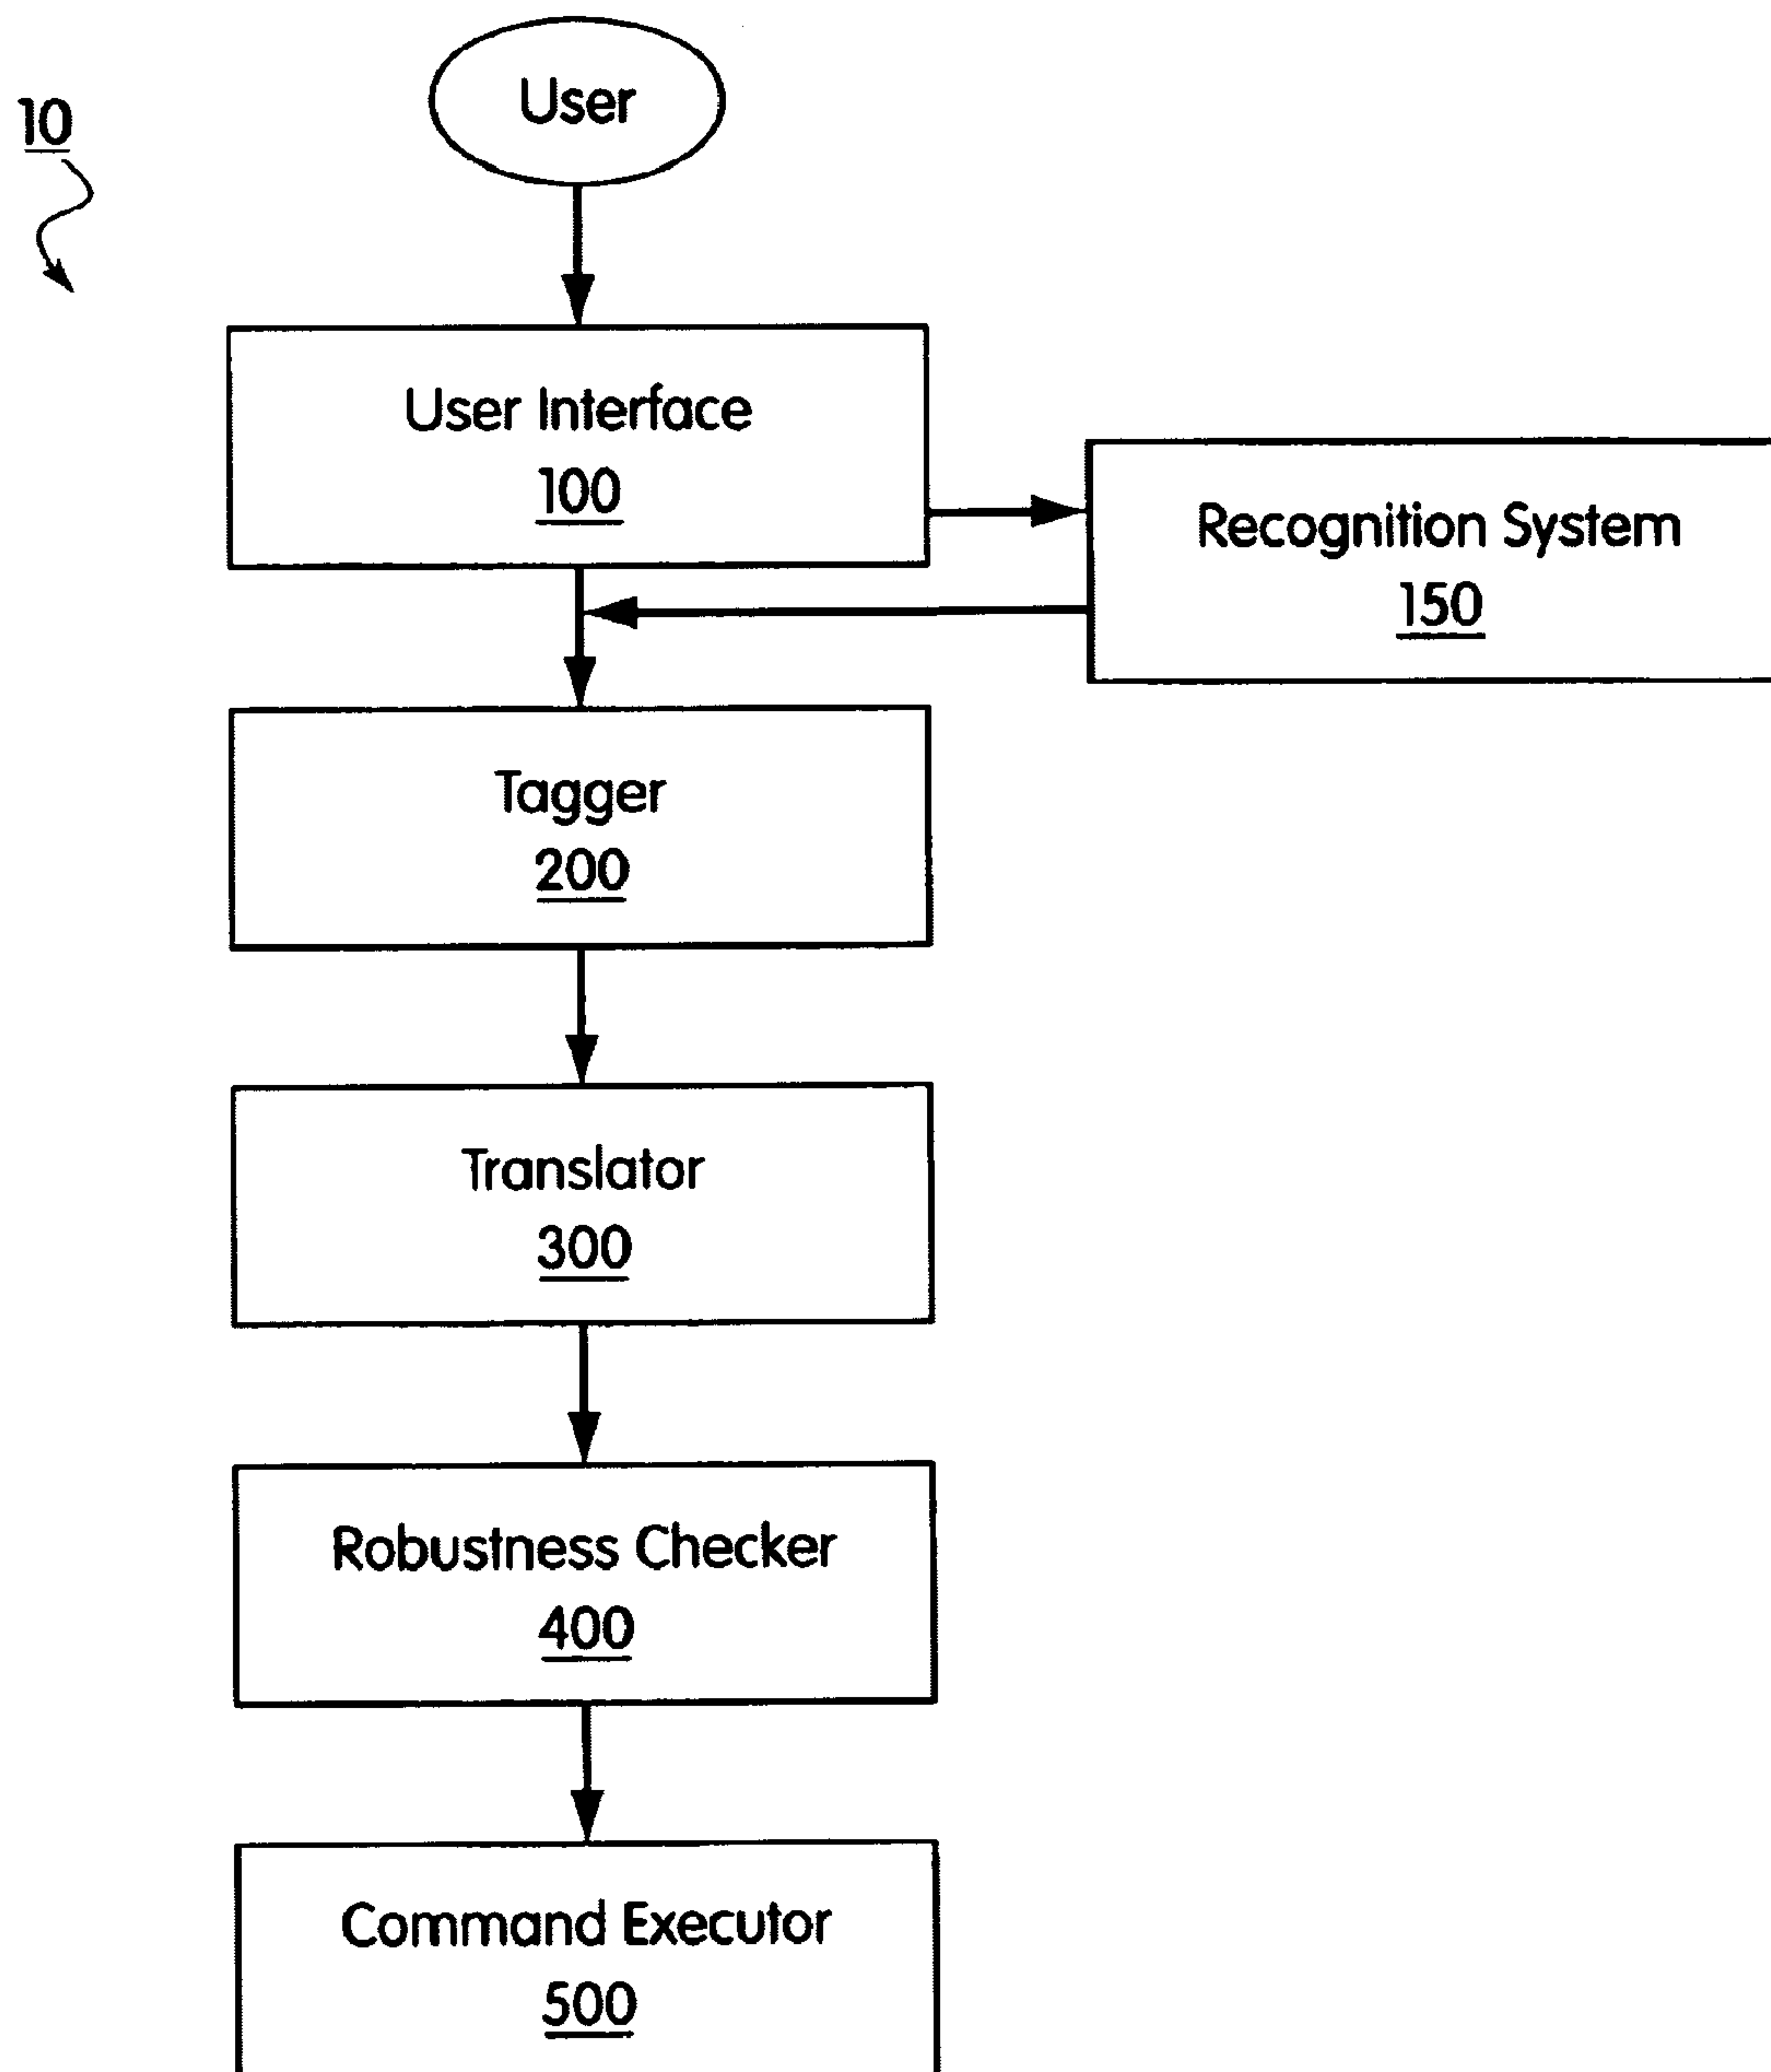 10
User
User Interface
100
Recognition System
150
Tagger
200
Translator
300
Robustness Checker
400
Command Executor
500